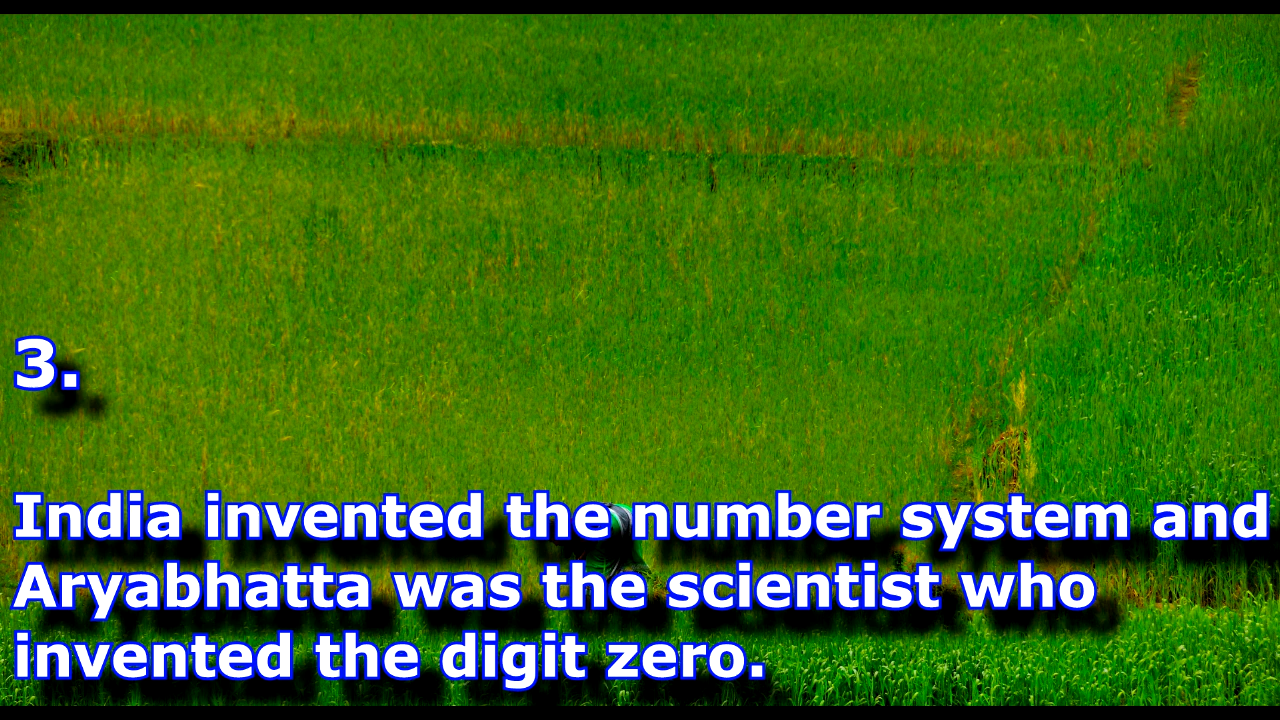 3.
India invented the number system and
Aryabhatta was the scientist who
invented the digit zero.